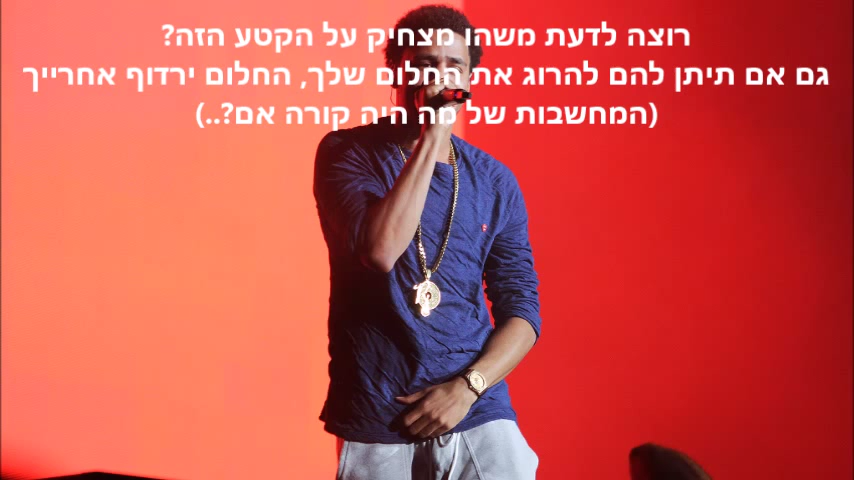 רוצה לדעת משהו מצחיק על הקטע הזה?
גם אם תיתן להם להרוג את החלום שלך, החלום ירדוף אחרייך
(המחשבות של מה היה קורה אם?..)